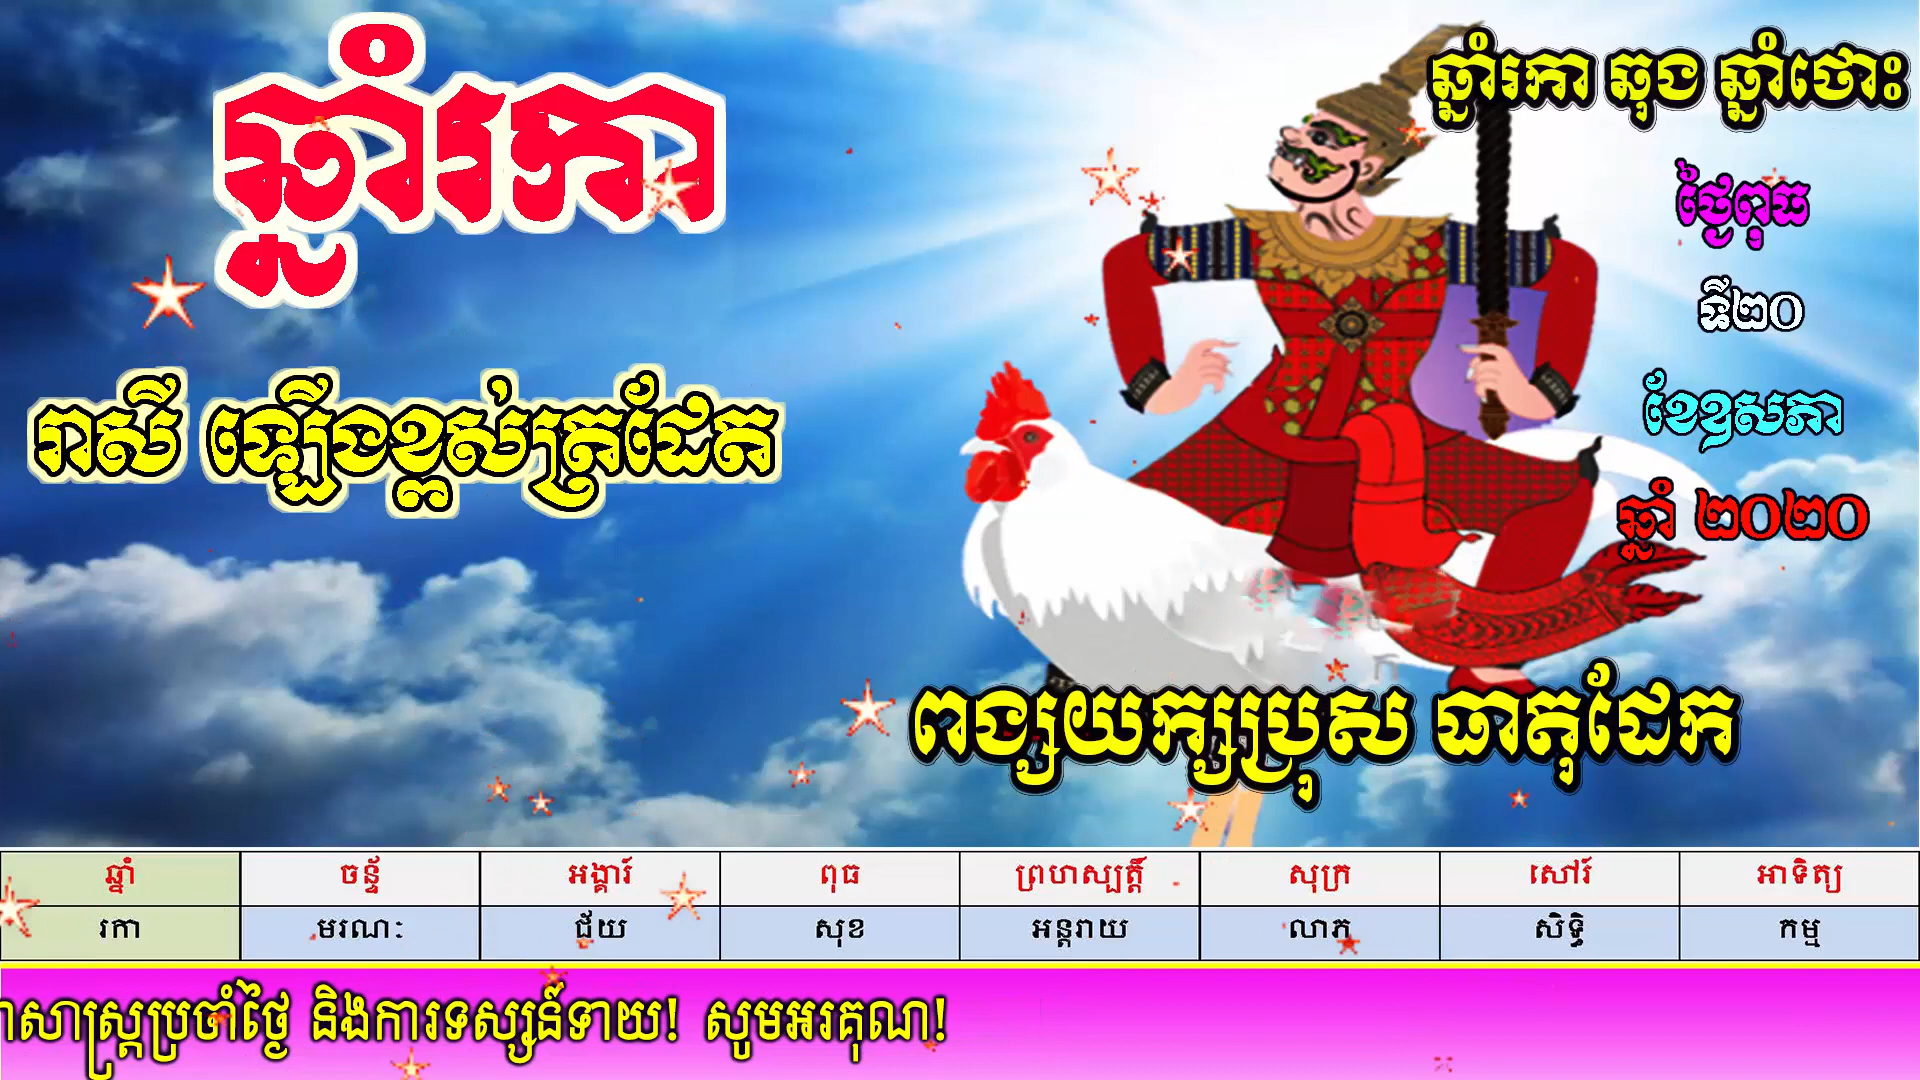 ឆ្នាំរកា
រាសី ឡើងខ្ពស់ត្រដែត
ឆ្នាំរកា ឆុង ឆ្នាំថោះ
ថ្ងៃពុធ
ទី២០
ខែឧសភា
ឆ្នាំ ២០២០
ពង្សយក្សប្រុស ធាតុដែក
ឆ្នាំ ចន្ទ័ អង្គារ៍ ពុធ ព្រហស្បត្តិ៍ សុក្រ សៅរ៍ អាទិត្យ
រកា មរណៈ ជ័យ សុខ អន្តរាយ លាភ សិទ្ធិ កម្ម
សាស្ត្រប្រចាំថ្ងៃ និងការទស្សន៍ទាយ! សូមអរគុណ!